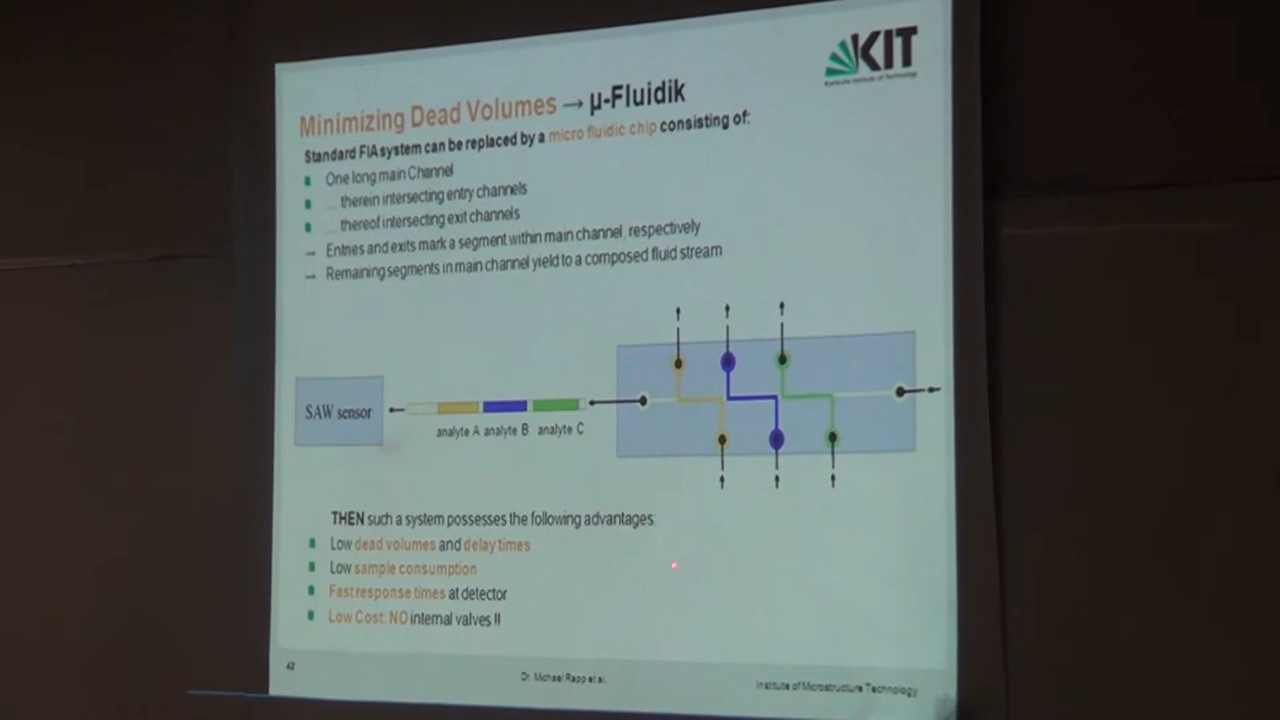 KIT
Karlsruhe Institute of Technology
Minimizing Dead Volumes → µ-Fluidik
Standard FIA system can be replaced by a micro fluidic chip consisting of:
One long main Channel
... therein intersecting entry channels
... thereof intersecting exit channels
– Entries and exits mark a segment within main channel, respectively
– Remaining segments in main channel yield to a composed fluid stream
SAW sensor
analyte A analyte B analyte C
THEN such a system possesses the following advantages:
Low dead volumes and delay times
Low sample consumption
Fast response times at detector
Low Cost: NO internal valves !!
42
Dr. Michael Rapp et al.
Institute of Microstructure Technology